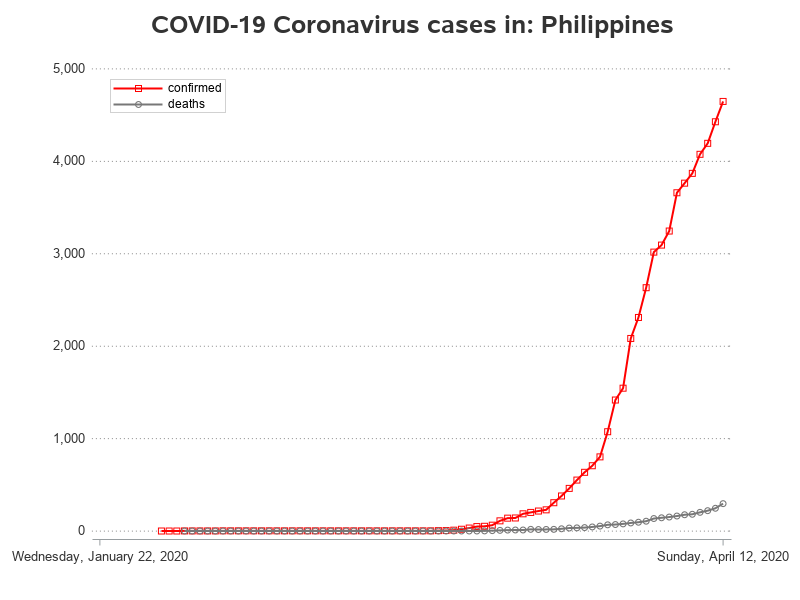 COVID-19 Coronavirus cases in: Philippines
5,000
confirmed
deaths
4,000
3,000
2,000
1,000
0
Wednesday, January 22, 2020
Sunday, April 12, 2020